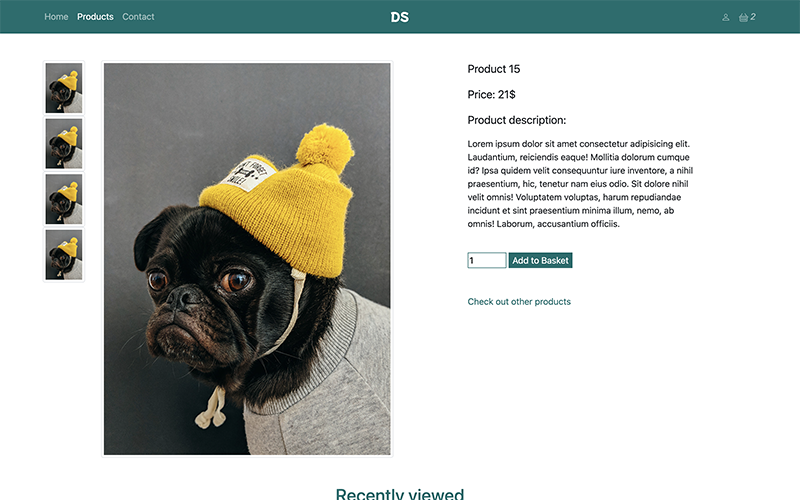 Home Products Contact
DS
2
Product 15
Price: 21$
Product description:
Lorem ipsum dolor sit amet consectetur adipisicing elit.
Laudantium, reiciendis eaque! Mollitia dolorum cumque
id? Ipsa quidem velit consequuntur iure inventore, a nihil
praesentium, hic, tenetur nam eius odio. Sit dolore nihil
velit omnis! Voluptatem voluptas, harum repudiandae
incidunt et sint praesentium minima illum, nemo, ab
omnis! Laborum, accusantium officiis.
1 Add to Basket
Check out other products
Recently viewed